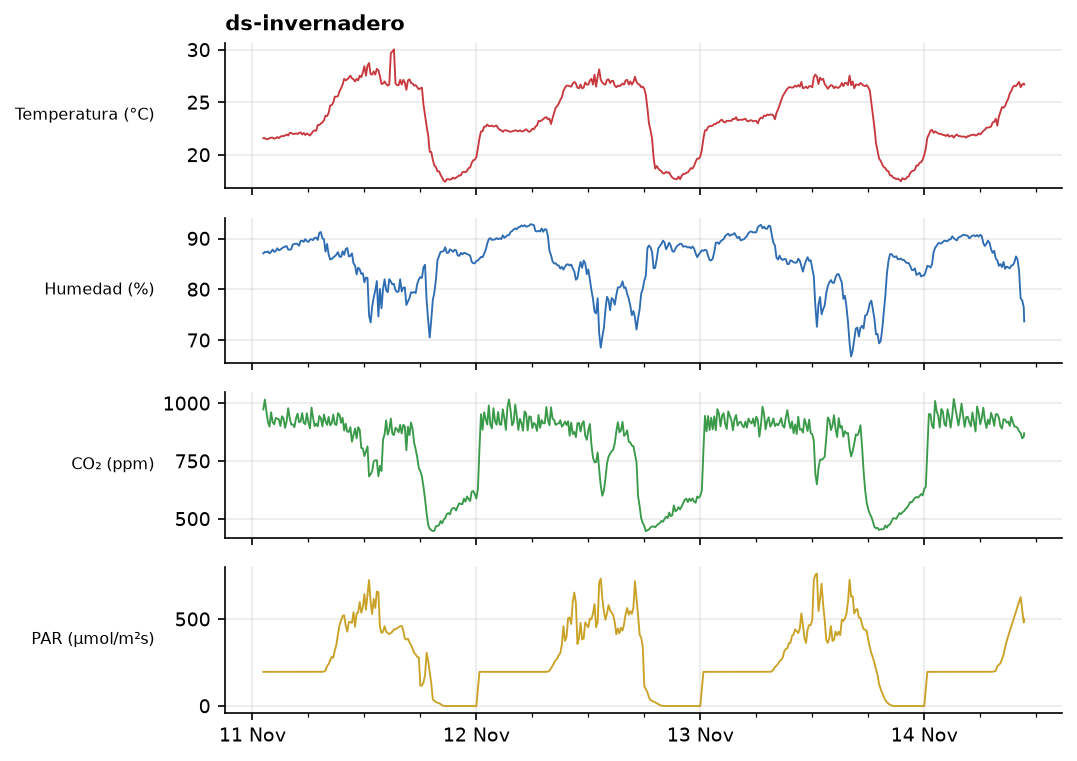 ds-invernadero
Temperatura (°C)
30
25
20
Humedad (%)
90
80
70
CO₂ (ppm)
1000
750
500
PAR (µmol/m²s)
500
0
11 Nov
12 Nov
13 Nov
14 Nov